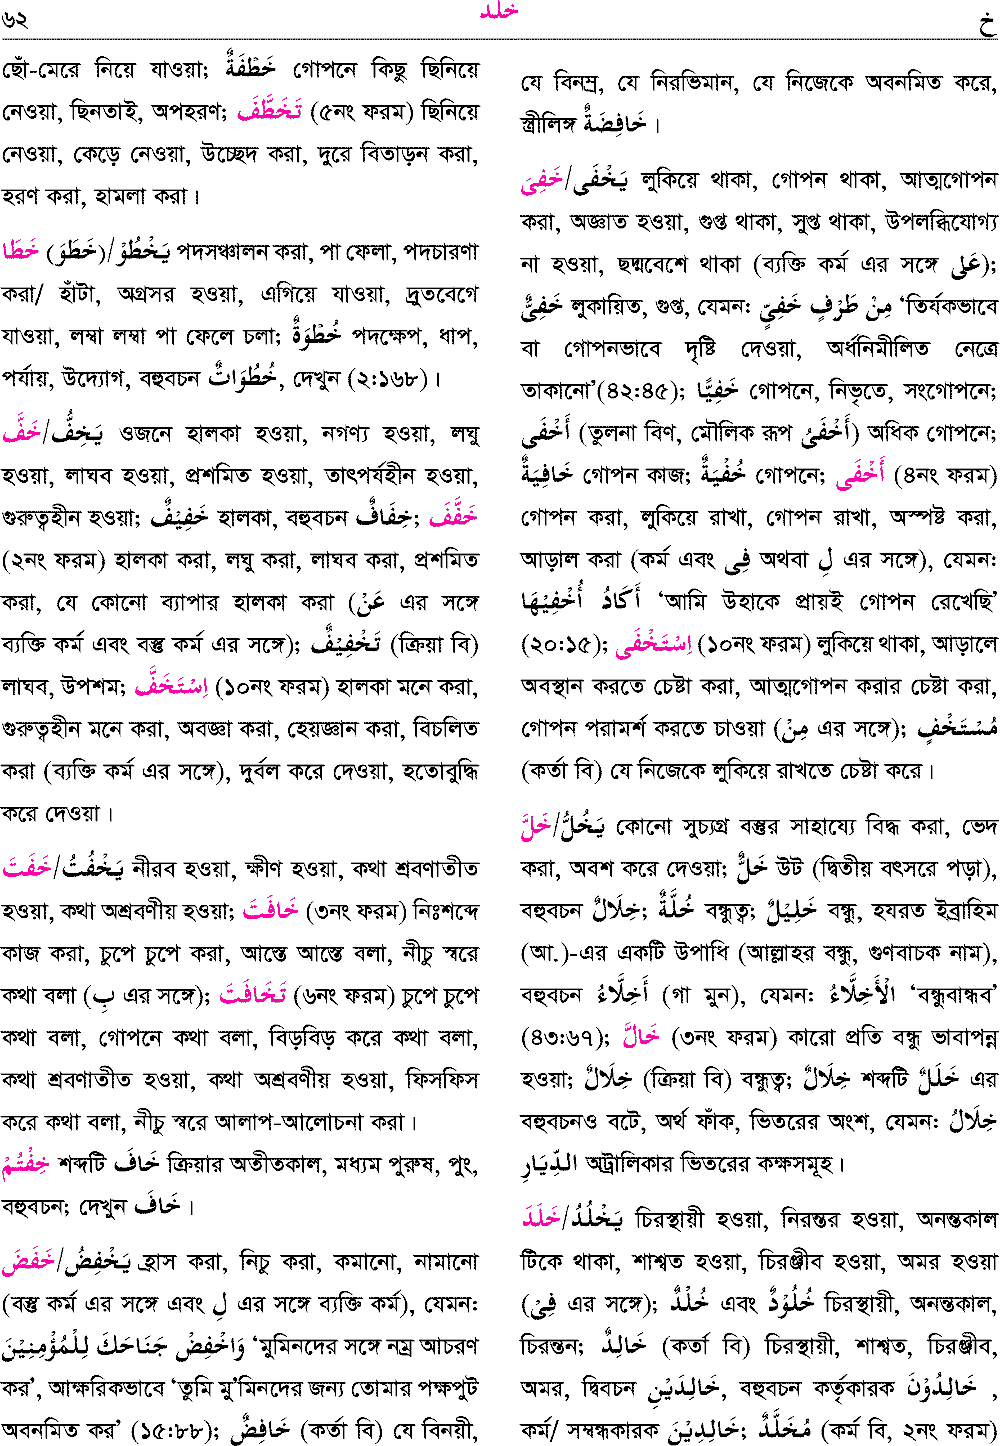 ৬২
خلد
خ
ছোঁ-মেরে নিয়ে যাওয়া; خَطْفَةٌ গোপনে কিছু ছিনিয়ে
নেওয়া, ছিনতাই, অপহরণ; تَخَطَّفَ (৫নং ফরম) ছিনিয়ে
নেওয়া, কেড়ে নেওয়া, উচ্ছেদ করা, দূরে বিতাড়ন করা,
হরণ করা, হামলা করা।
خَطَا (خَطَوَ)/يَخْطُوْ পদসঞ্চালন করা, পা ফেলা, পদচারণা
করা/ হাঁটা, অগ্রসর হওয়া, এগিয়ে যাওয়া, দ্রুতবেগে
যাওয়া, লম্বা লম্বা পা ফেলে চলা; خُطْوَةٌ পদক্ষেপ, ধাপ,
পর্যায়, উদ্যোগ, বহুবচন خُطُوَاتٌ, দেখুন (২:১৬৮)।
خَفَّ/يَخِفُّ ওজনে হালকা হওয়া, নগণ্য হওয়া, লঘু
হওয়া, লাঘব হওয়া, প্রশমিত হওয়া, তাৎপর্যহীন হওয়া,
গুরুত্বহীন হওয়া; خَفِيْفٌ হালকা, বহুবচন خِفَافٌ; خَفَّفَ
(২নং ফরম) হালকা করা, লঘু করা, লাঘব করা, প্রশমিত
করা, যে কোনো ব্যাপার হালকা করা (عَنْ এর সঙ্গে
ব্যক্তি কর্ম এবং বস্তু কর্ম এর সঙ্গে); تَخْفِيْفٌ (ক্রিয়া বি)
লাঘব, উপশম; اِسْتَخَفَّ (১০নং ফরম) হালকা মনে করা,
গুরুত্বহীন মনে করা, অবজ্ঞা করা, হেয়জ্ঞান করা, বিচলিত
করা (ব্যক্তি কর্ম এর সঙ্গে), দুর্বল করে দেওয়া, হতোবুদ্ধি
করে দেওয়া।
خَفَتَ/يَخْفُتُ নীরব হওয়া, ক্ষীণ হওয়া, কথা শ্রবণাতীত
হওয়া, কথা অশ্রবণীয় হওয়া; خَافَتَ (৩নং ফরম) নিঃশব্দে
কাজ করা, চুপে চুপে করা, আস্তে আস্তে বলা, নীচু স্বরে
কথা বলা (بِ এর সঙ্গে); تَخَافَتَ (৬নং ফরম) চুপে চুপে
কথা বলা, গোপনে কথা বলা, বিড়বিড় করে কথা বলা,
কথা শ্রবণাতীত হওয়া, কথা অশ্রবণীয় হওয়া, ফিসফিস
করে কথা বলা, নীচু স্বরে আলাপ-আলোচনা করা।
خِفْتُمْ শব্দটি خَافَ ক্রিয়ার অতীতকাল, মধ্যম পুরুষ, পুং,
বহুবচন; দেখুন خَافَ ।
خَفَضَ/يَخْفِضُ হ্রাস করা, নিচু করা, কমানো, নামানো
(বস্তু কর্ম এর সঙ্গে এবং لِ এর সঙ্গে ব্যক্তি কর্ম), যেমন:
وَاخْفِضْ جَنَاحَكَ لِلْمُؤْمِنِيْنَ ‘মুমিনদের সঙ্গে নম্র আচরণ
কর’, আক্ষরিকভাবে ‘তুমি মু’মিনদের জন্য তোমার পক্ষপুট
অবনমিত কর’ (১৫:৮৮); خَافِضٌ (কর্তা বি) যে বিনয়ী,
যে বিনম্র, যে নিরভিমান, যে নিজেকে অবনমিত করে,
স্ত্রীলিঙ্গ خَافِضَةٌ ।
خَفِىَ/يَخْفَى লুকিয়ে থাকা, গোপন থাকা, আত্মগোপন
করা, অজ্ঞাত হওয়া, গুপ্ত থাকা, সুপ্ত থাকা, উপলব্ধিযোগ্য
না হওয়া, ছদ্মবেশে থাকা (ব্যক্তি কর্ম এর সঙ্গে عَلى);
خَفِىٌّ লুকায়িত, গুপ্ত, যেমন: مِنْ طَرْفٍ خَفِىٍّ ‘তির্যকভাবে
বা গোপনভাবে দৃষ্টি দেওয়া, অর্ধনিমীলিত নেত্রে
তাকানো’(৪২:৪৫); خَفِيًّا গোপনে, নিভৃতে, সংগোপনে;
أَخْفَى (তুলনা বিণ, মৌলিক রূপ أَخْفَىُ) অধিক গোপনে;
خَافِيَةٌ গোপন কাজ; خُفْيَةٌ গোপনে; أَخْفَى (৪নং ফরম)
গোপন করা, লুকিয়ে রাখা, গোপন রাখা, অস্পষ্ট করা,
আড়াল করা (কর্ম এবং فِى অথবা لِ এর সঙ্গে), যেমন:
أَكَادُ أُخْفِيْهَا ‘আমি উহাকে প্রায়ই গোপন রেখেছি’
(২০:১৫); اِسْتَخْفَى (১০নং ফরম) লুকিয়ে থাকা, আড়ালে
অবস্থান করতে চেষ্টা করা, আত্মগোপন করার চেষ্টা করা,
গোপন পরামর্শ করতে চাওয়া (مِنْ এর সঙ্গে); مُسْتَخْفٍ
(কর্তা বি) যে নিজেকে লুকিয়ে রাখতে চেষ্টা করে।
خَلَّ/يَخُلُّ কোনো সুচ্যগ্র বস্তুর সাহায্যে বিদ্ধ করা, ভেদ
করা, অবশ করে দেওয়া; خَلٌّ উট (দ্বিতীয় বৎসরে পড়া),
বহুবচন خِلَالٌ; خُلَّةٌ বন্ধুত্ব; خَلِيْلٌ বন্ধু, হযরত ইব্রাহিম
(আ.)-এর একটি উপাধি (আল্লাহর বন্ধু, গুণবাচক নাম),
বহুবচন أَخِلَّاءُ (গা মুন), যেমন: الْأَخِلَّاءُ ‘বন্ধুবান্ধব’
(৪৩:৬৭); خَالَّ (৩নং ফরম) কারো প্রতি বন্ধু ভাবাপন্ন
হওয়া; خِلَالٌ (ক্রিয়া বি) বন্ধুত্ব; خِلَالٌ শব্দটি خَلَلٌ এর
বহুবচনও বটে, অর্থ ফাঁক, ভিতরের অংশ, যেমন: خِلَالُ
الدِّيَارِ অট্টালিকার ভিতরের কক্ষসমূহ।
خَلَدَ/يَخْلُدُ চিরস্থায়ী হওয়া, নিরন্তর হওয়া, অনন্তকাল
টিকে থাকা, শাশ্বত হওয়া, চিরঞ্জীব হওয়া, অমর হওয়া
(فِىْ এর সঙ্গে); خُلْدٌ এবং خُلُوْدٌ চিরস্থায়ী, অনন্তকাল,
চিরন্তন; خَالِدٌ (কর্তা বি) চিরস্থায়ী, শাশ্বত, চিরঞ্জীব,
অমর, দ্বিবচন خَالِدَيْنِ, বহুবচন কর্তৃকারক خَالِدُوْنَ ,
কর্ম/ সম্বন্ধকারক خَالِدِيْنَ; مُخَلَّدٌ (কর্ম বি, ২নং ফরম)